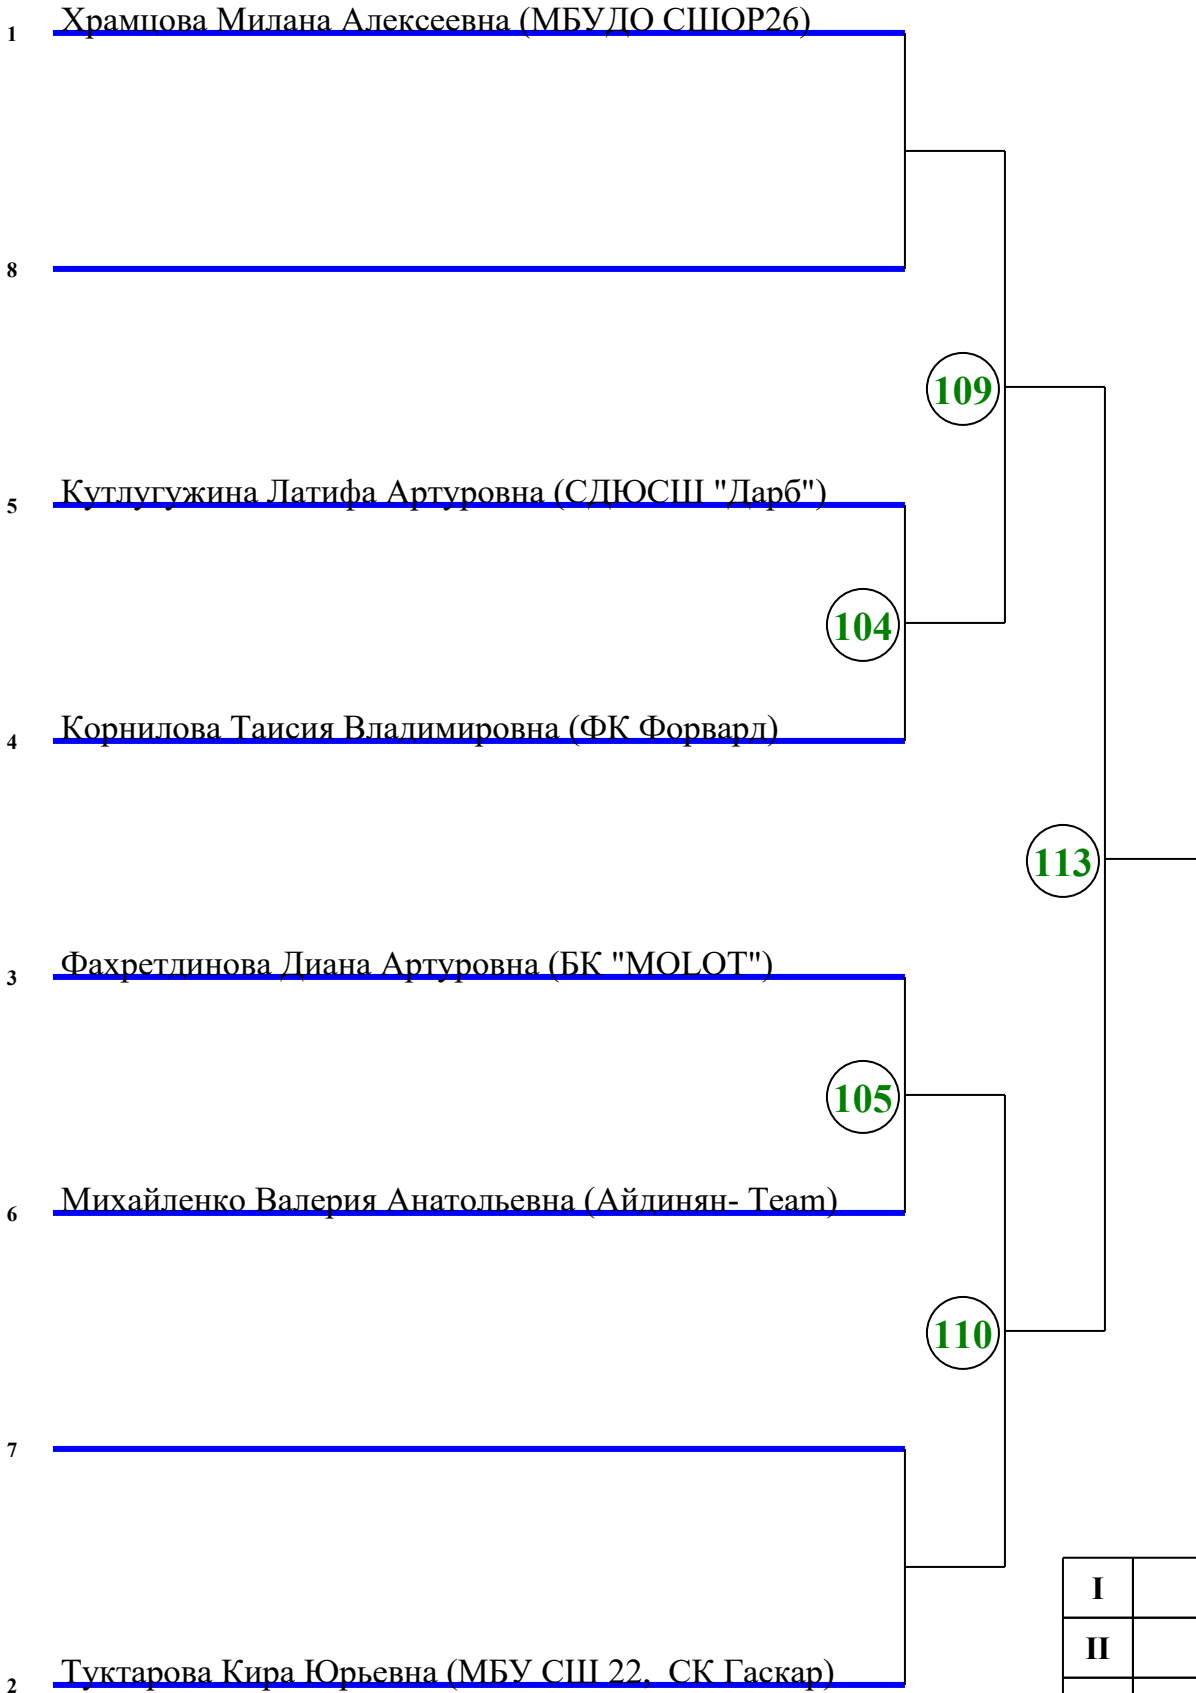 1 Храмцова Милана Алексеевна (МБУДО СШОР26)
8
109
5 Кутлугужина Латифа Артуровна (СДЮСШ "Дарб")
104
4 Корнилова Таисия Владимировна (ФК Форвард)
113
3 Фахретдинова Диана Артуровна (БК "MOLOT")
105
6 Михайленко Валерия Анатольевна (Айдинян- Team)
110
7
I
II
2 Туктарова Кира Юрьевна (МБУ СШ 22, СК Гаскар)